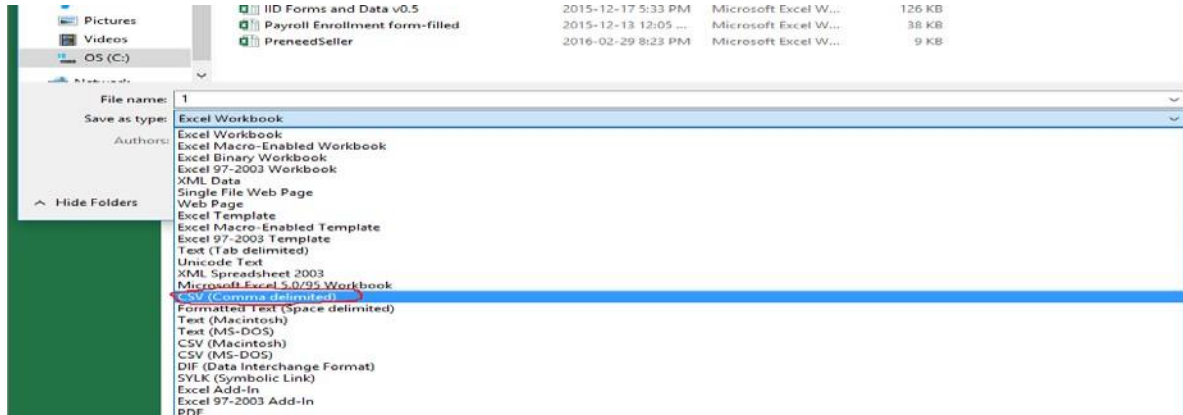 IID Forms and Data v0.5 2015-12-17 5:33 PM Microsoft Excel W... 126 KB
Pictures
Payroll Enrollment form-filled 2015-12-13 12:05 ... Microsoft Excel W... 38 KB
Videos
PreneedSeller 2016-02-29 8:23 PM Microsoft Excel W... 9 KB
OS (C:)
Network
File name: 1
Save as type: Excel Workbook
Authors:
Excel Workbook
Excel Macro-Enabled Workbook
Excel Binary Workbook
Excel 97-2003 Workbook
XML Data
Single File Web Page
Hide Folders
Web Page
Excel Template
Excel Macro-Enabled Template
Excel 97-2003 Template
Text (Tab delimited)
Unicode Text
XML Spreadsheet 2003
Microsoft Excel 5.0/95 Workbook
CSV (Comma delimited)
Formatted Text (Space delimited)
Text (Macintosh)
Text (MS-DOS)
CSV (Macintosh)
CSV (MS-DOS)
DIF (Data Interchange Format)
SYLK (Symbolic Link)
Excel Add-In
Excel 97-2003 Add-In
PDF